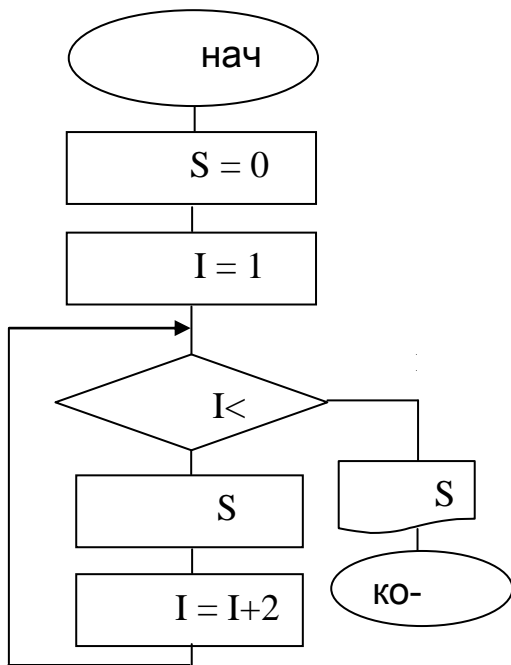 нач
S = 0
I = 1
I<
S
I = I+2
S
ко-